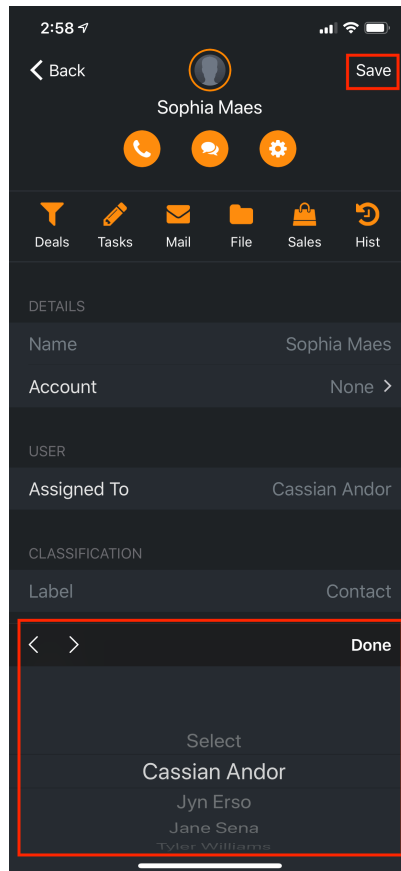 2:58
Back
Save
Sophia Maes
Deals Tasks Mail File Sales Hist
DETAILS
Name Sophia Maes
Account None
USER
Assigned To Cassian Andor
CLASSIFICATION
Label Contact
Done
Select
Cassian Andor
Jyn Erso
Jane Sena
Tyler Williams